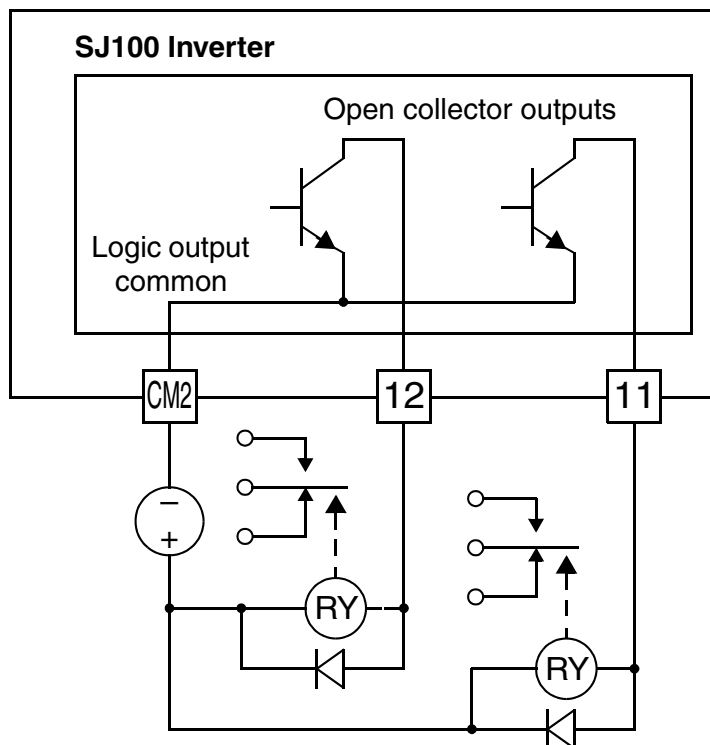 SJ100 Inverter
Open collector outputs
Logic output
common
CM2
12
11
–
+
RY
RY